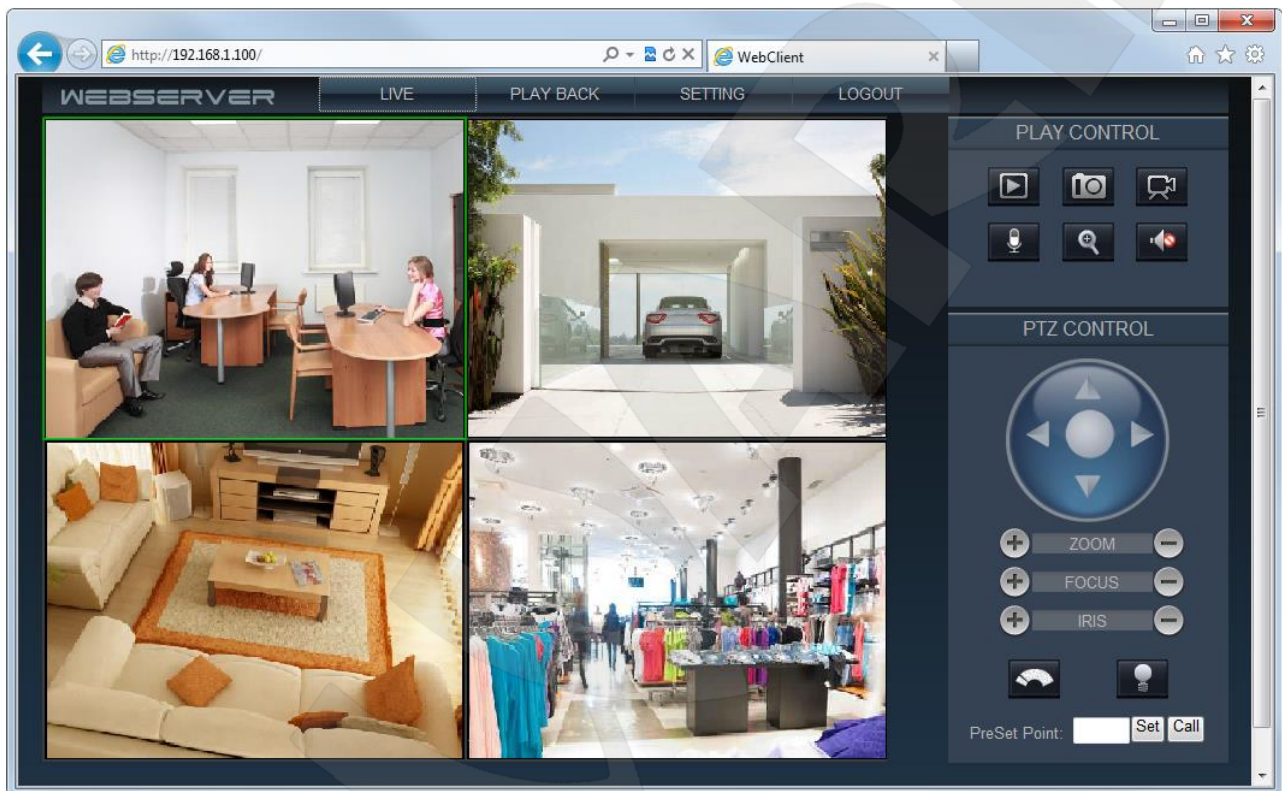 http://192.168.1.100/
WebClient
WEBSERVER
LIVE
PLAY BACK
SETTING
LOGOUT
PLAY CONTROL
PTZ CONTROL
ZOOM
FOCUS
IRIS
PreSet Point:
Set
Call